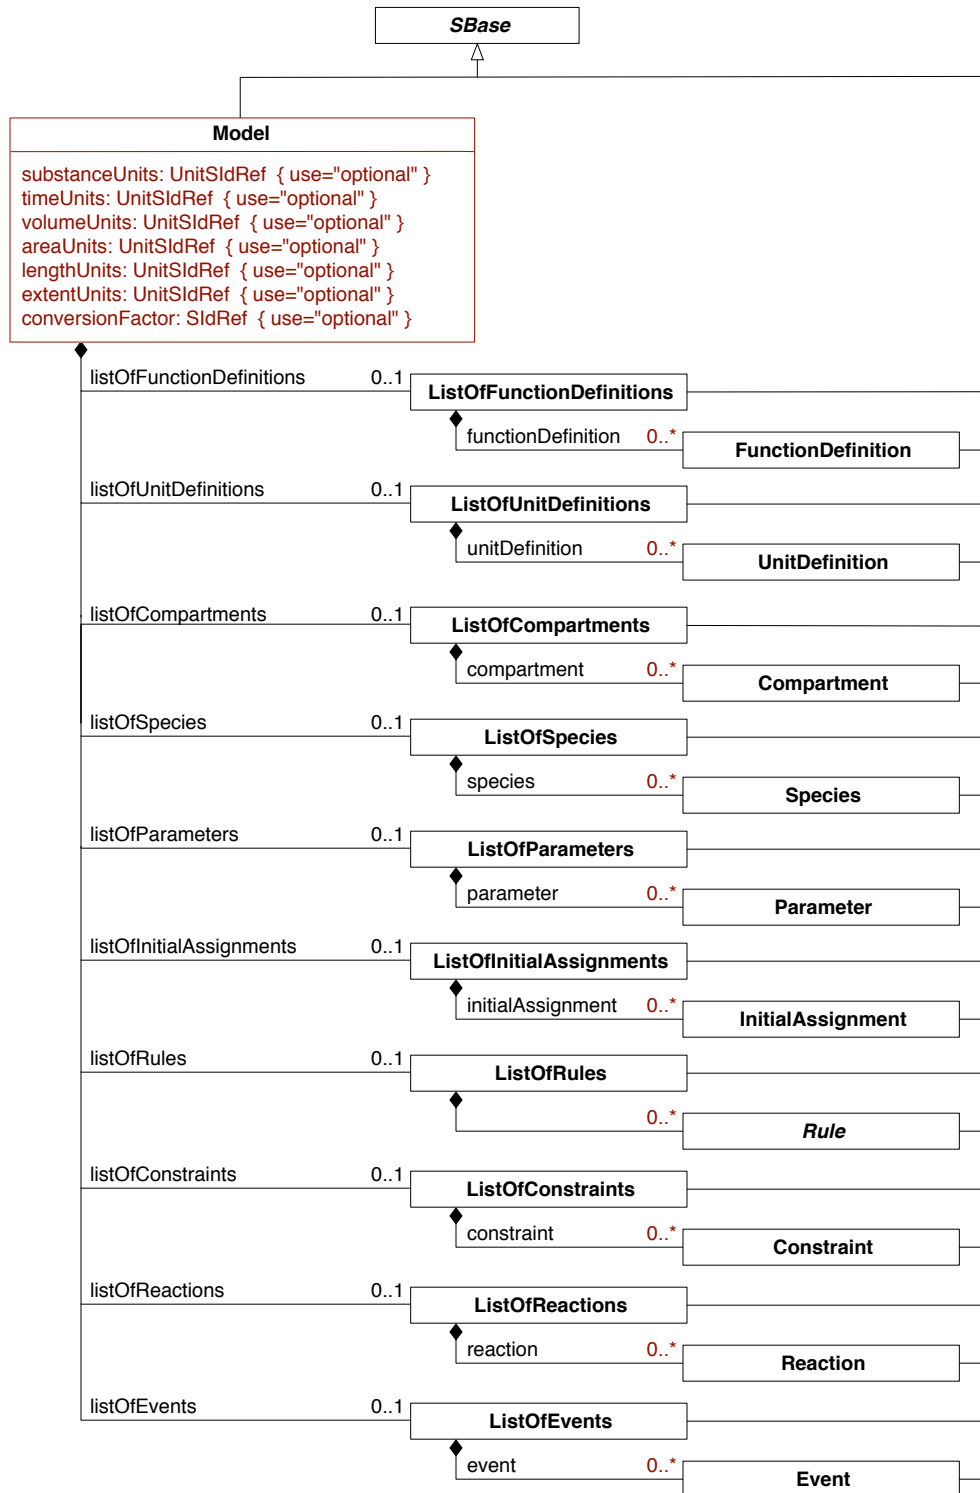 SBase
Model
substanceUnits: UnitSIdRef { use="optional" }
timeUnits: UnitSIdRef { use="optional" }
volumeUnits: UnitSIdRef { use="optional" }
areaUnits: UnitSIdRef { use="optional" }
lengthUnits: UnitSIdRef { use="optional" }
extentUnits: UnitSIdRef { use="optional" }
conversionFactor: SIdRef { use="optional" }
listOfFunctionDefinitions 0..1 ListOfFunctionDefinitions
functionDefinition 0..* FunctionDefinition
listOfUnitDefinitions 0..1 ListOfUnitDefinitions
unitDefinition 0..* UnitDefinition
listOfCompartments 0..1 ListOfCompartments
compartment 0..* Compartment
listOfSpecies 0..1 ListOfSpecies
species 0..* Species
listOfParameters 0..1 ListOfParameters
parameter 0..* Parameter
listOfInitialAssignments 0..1 ListOfInitialAssignments
initialAssignment 0..* InitialAssignment
listOfRules 0..1 ListOfRules
0..* Rule
listOfConstraints 0..1 ListOfConstraints
constraint 0..* Constraint
listOfReactions 0..1 ListOfReactions
reaction 0..* Reaction
listOfEvents 0..1 ListOfEvents
event 0..* Event